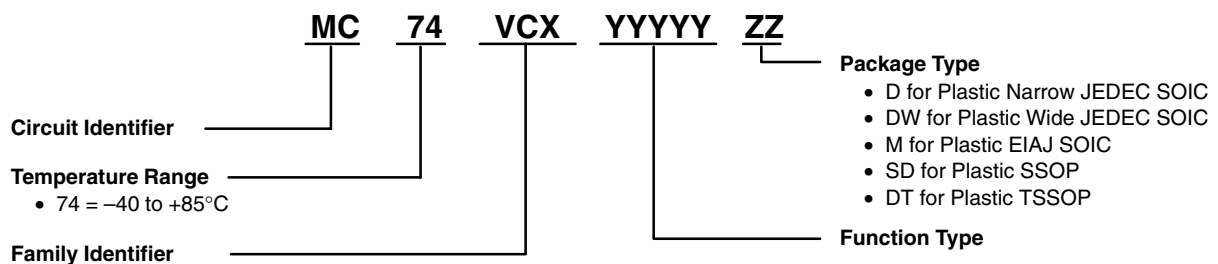 MC 74 VCX YYYYY ZZ
Circuit Identifier
Temperature Range
• 74 = –40 to +85°C
Family Identifier
Package Type
• D for Plastic Narrow JEDEC SOIC
• DW for Plastic Wide JEDEC SOIC
• M for Plastic EIAJ SOIC
• SD for Plastic SSOP
• DT for Plastic TSSOP
Function Type